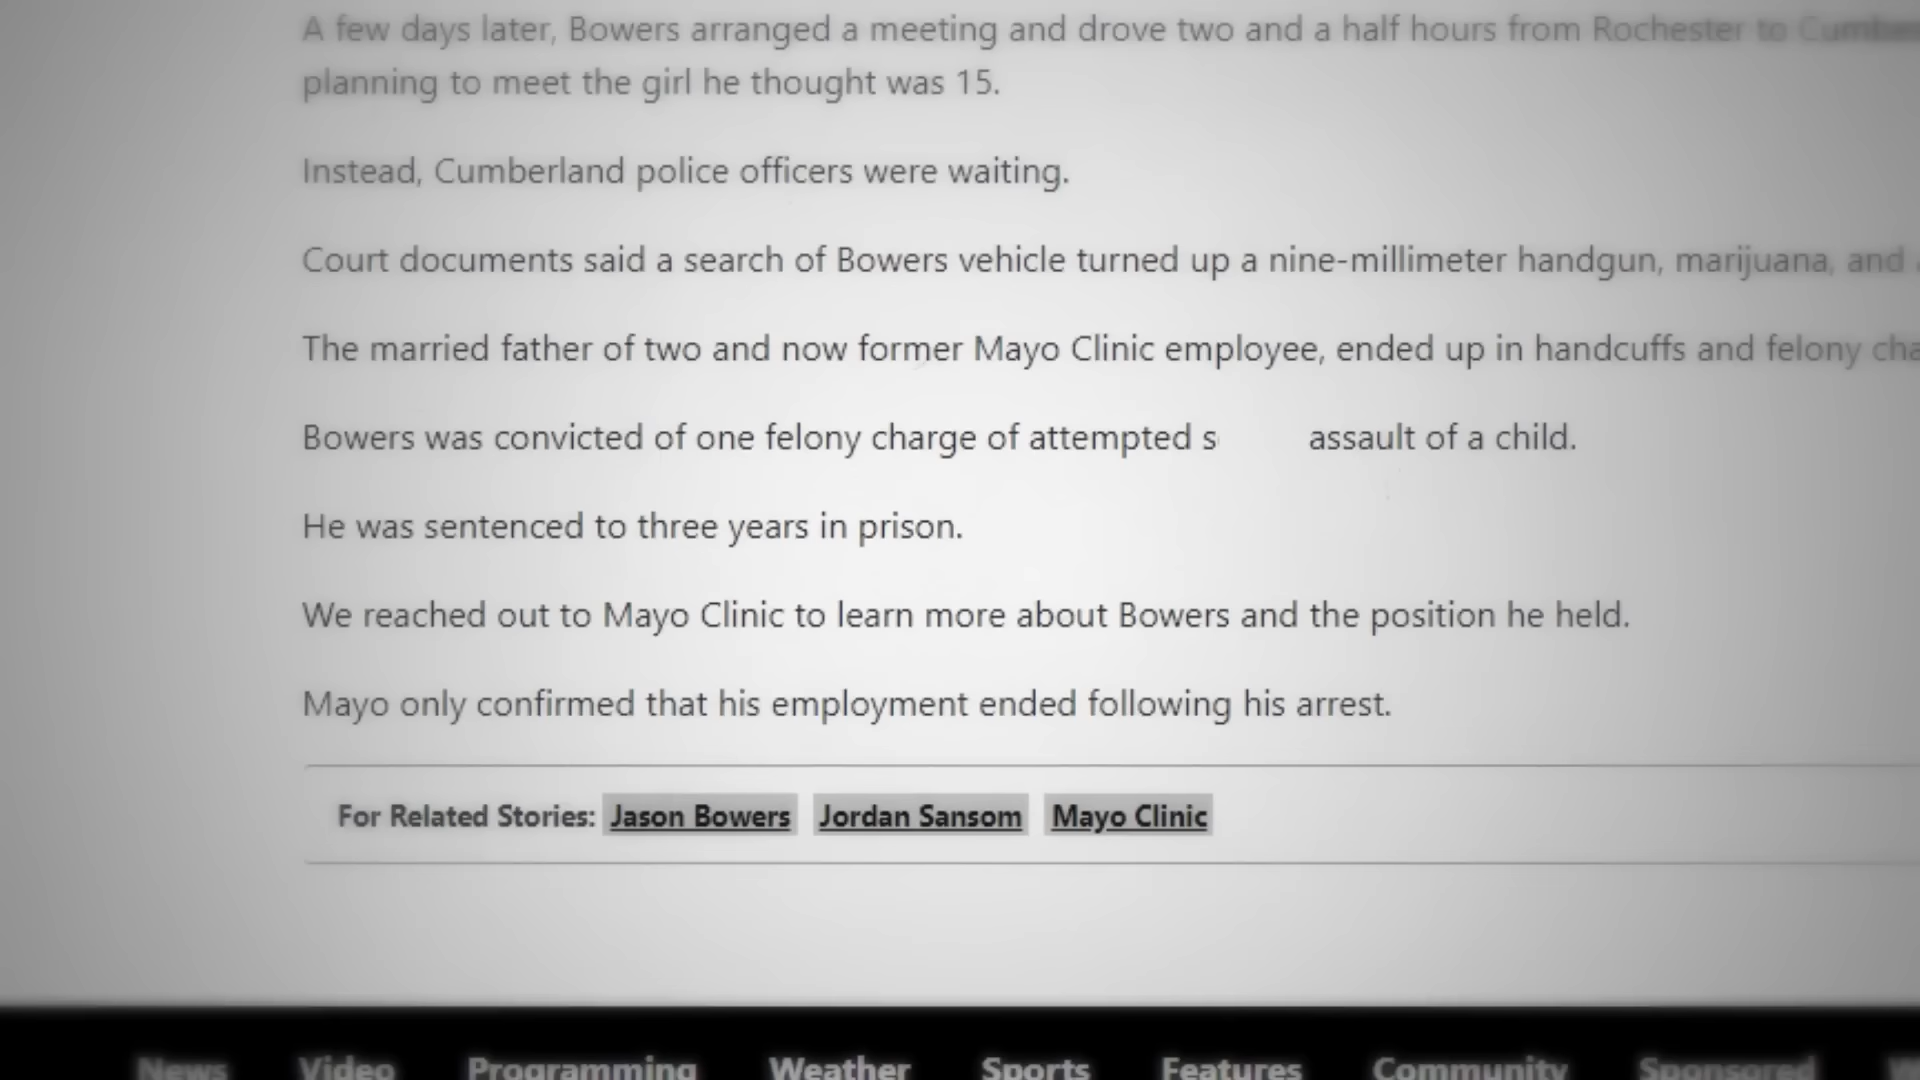 A few days later, Bowers arranged a meeting and drove two and a half hours from Rochester to
planning to meet the girl he thought was 15.
Instead, Cumberland police officers were waiting.
Court documents said a search of Bowers vehicle turned up a nine-millimeter handgun, marijuana, and
The married father of two and now former Mayo Clinic employee, ended up in handcuffs and felony
Bowers was convicted of one felony charge of attempted s assault of a child.
He was sentenced to three years in prison.
We reached out to Mayo Clinic to learn more about Bowers and the position he held.
Mayo only confirmed that his employment ended following his arrest.
For Related Stories: Jason Bowers Jordan Sansom Mayo Clinic
News Video Programming Weather Sports Features Community Sponsored